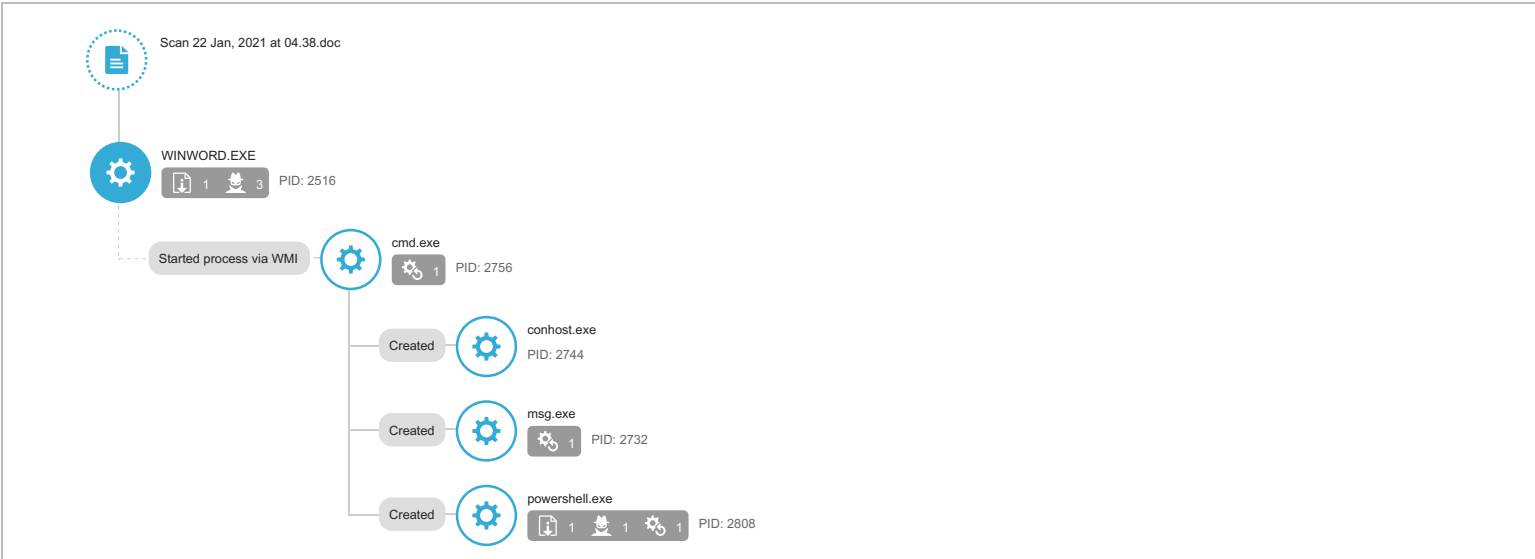 Scan 22 Jan, 2021 at 04.38.doc
WINWORD.EXE
1 3 PID: 2516
Started process via WMI
cmd.exe
1 PID: 2756
Created
conhost.exe
PID: 2744
Created
msg.exe
1 PID: 2732
Created
powershell.exe
1 1 1 PID: 2808